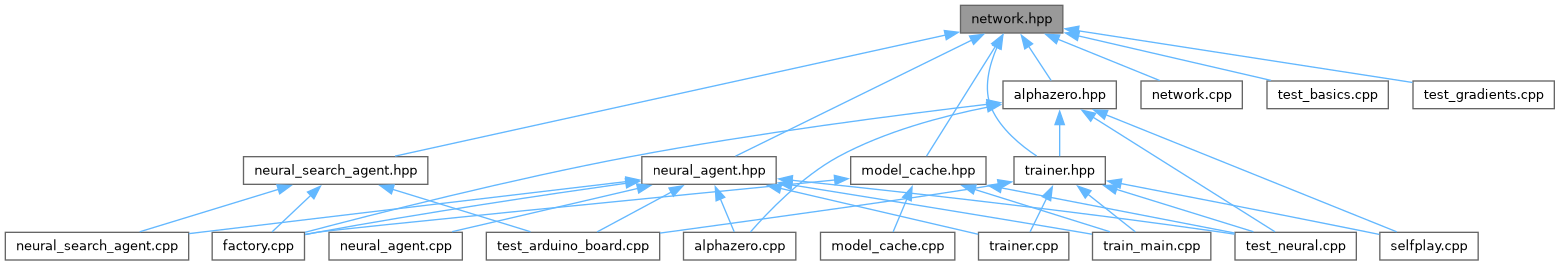 network.hpp
alphazero.hpp
network.cpp
test_basics.cpp
test_gradients.cpp
neural_search_agent.hpp
neural_agent.hpp
model_cache.hpp
trainer.hpp
neural_search_agent.cpp
factory.cpp
neural_agent.cpp
test_arduino_board.cpp
alphazero.cpp
model_cache.cpp
trainer.cpp
train_main.cpp
test_neural.cpp
selfplay.cpp